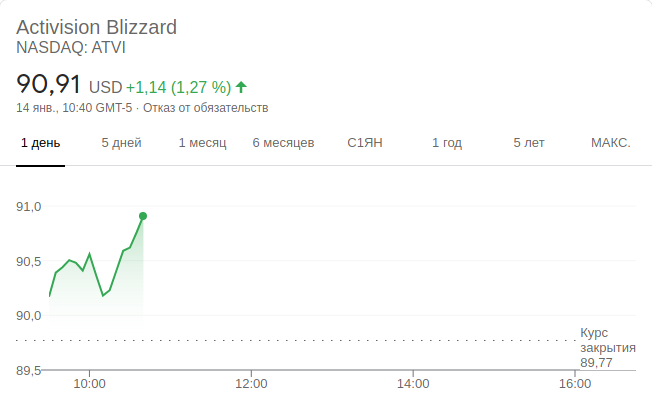 Activision Blizzard
NASDAQ: ATVI
90,91 USD +1,14 (1,27 %)
14 янв., 10:40 GMT-5 · Отказ от обязательств
1 день 5 дней 1 месяц 6 месяцев С1ЯН 1 год 5 лет МАКС.
91,0
90,5
90,0
Курс
закрытия
89,77
89,5
10:00 12:00 14:00 16:00